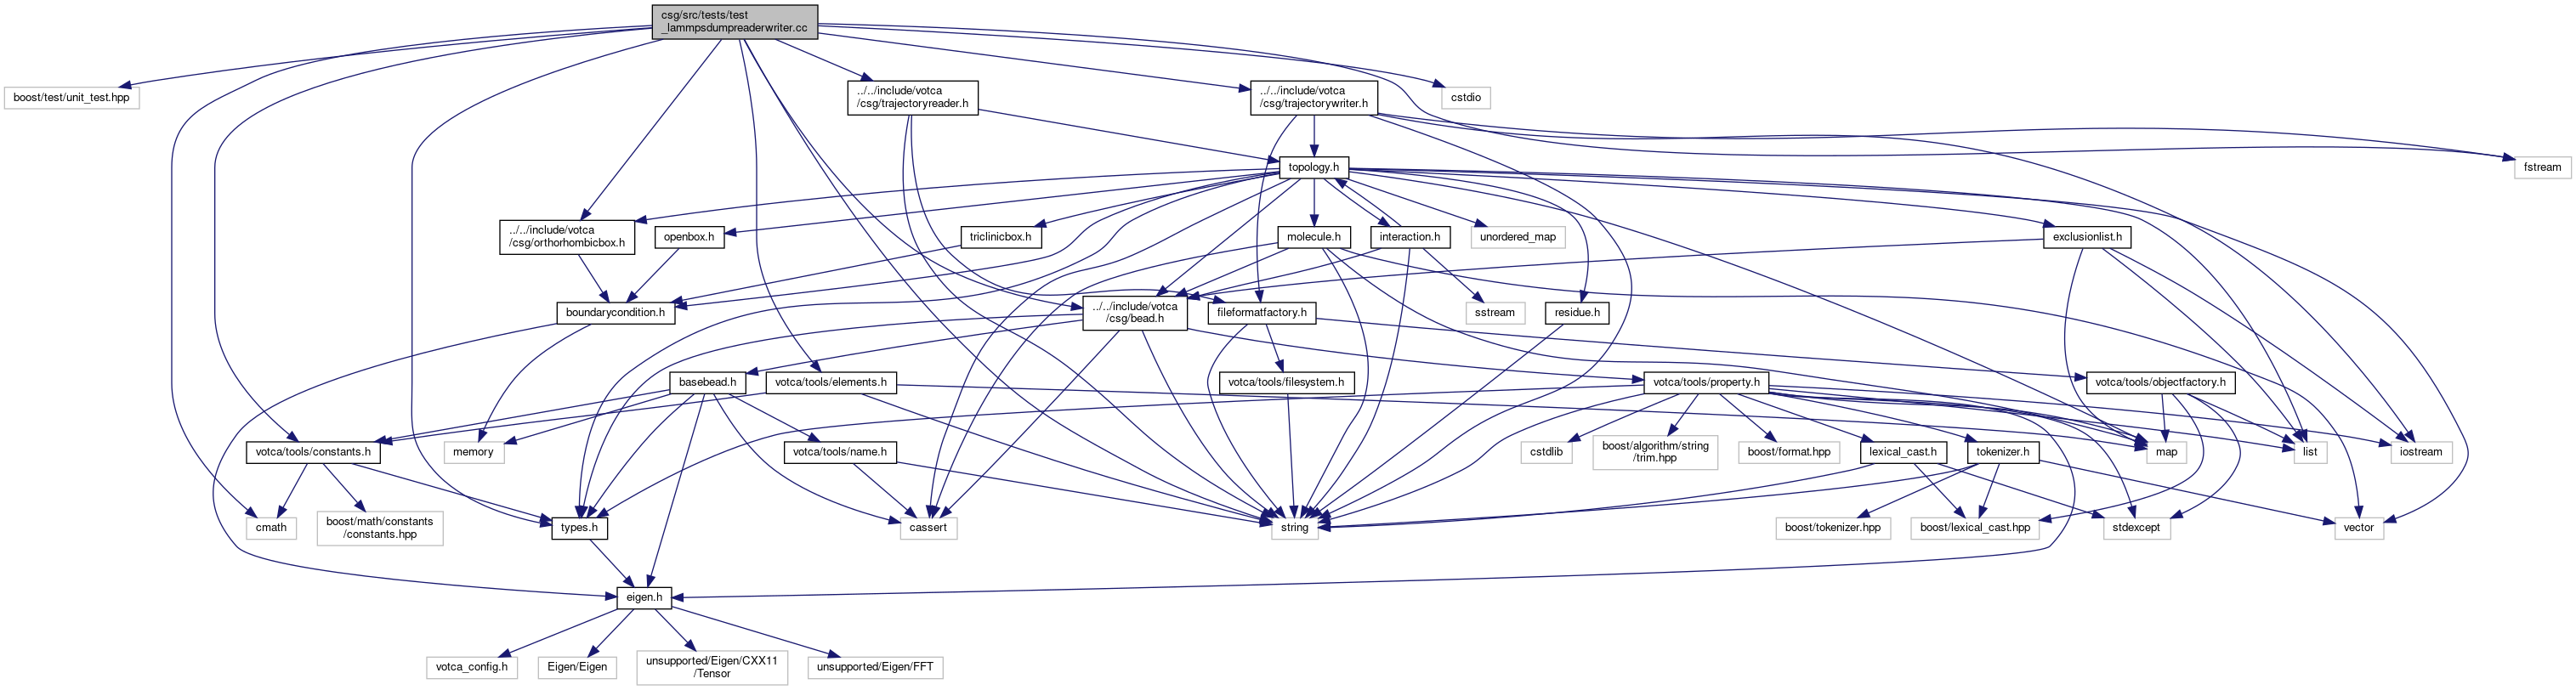 csg/src/tests/test
_lammpsdumpreaderwriter.cc
boost/test/unit_test.hpp
../../include/votca
/csg/trajectoryreader.h
../../include/votca
/csg/trajectorywriter.h
cstdio
topology.h
fstream
../../include/votca
/csg/orthorhombicbox.h
openbox.h
triclinicbox.h
molecule.h
interaction.h
unordered_map
exclusionlist.h
boundarycondition.h
../../include/votca
/csg/bead.h
fileformatfactory.h
sstream
residue.h
basebead.h
votca/tools/elements.h
votca/tools/filesystem.h
votca/tools/property.h
votca/tools/objectfactory.h
votca/tools/constants.h
memory
votca/tools/name.h
cstdlib
boost/algorithm/string
/trim.hpp
boost/format.hpp
lexical_cast.h
tokenizer.h
map
list
iostream
cmath
boost/math/constants
/constants.hpp
types.h
cassert
string
boost/tokenizer.hpp
boost/lexical_cast.hpp
stdexcept
vector
eigen.h
votca_config.h
Eigen/Eigen
unsupported/Eigen/CXX11
/Tensor
unsupported/Eigen/FFT